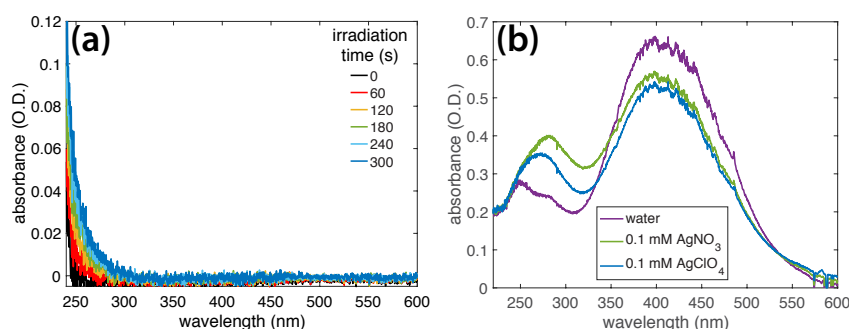 (a)
irradiation
time (s)
0
60
120
180
240
300
0.12
0.1
0.08
0.06
0.04
0.02
0
absorbance (O.D.)
250 300 350 400 450 500 550 600
wavelength (nm)
(b)
0.7
0.6
0.5
0.4
0.3
0.2
0.1
0
absorbance (O.D.)
water
0.1 mM AgNO₃
0.1 mM AgClO₄
250 300 350 400 450 500 550 600
wavelength (nm)